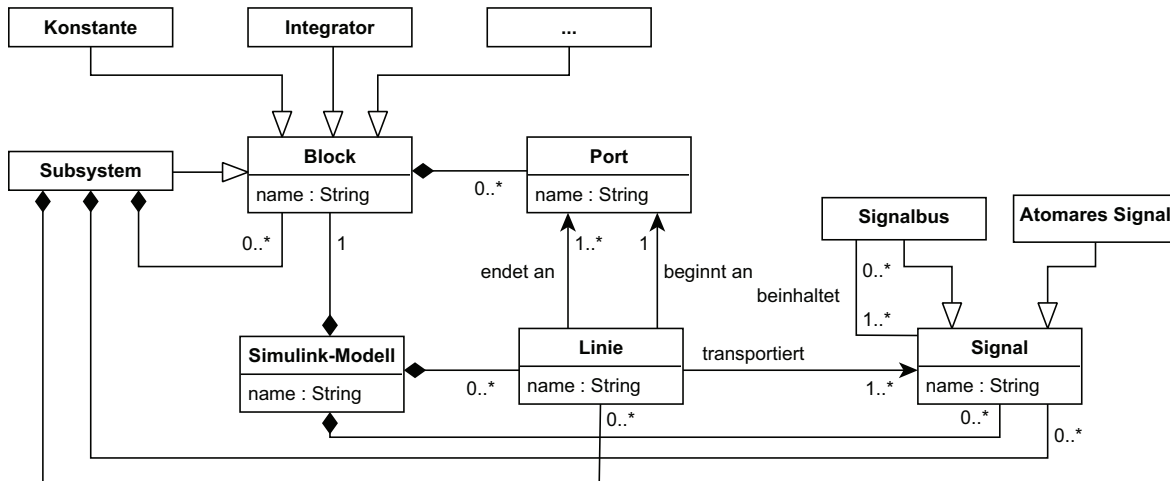 Konstante
Integrator
...
Subsystem
Block
name : String
Port
name : String
0..*
Signalbus
Atomares Signal
0..*
1
1..*
1
endet an
beginnt an
0..*
beinhaltet
1..*
Simulink-Modell
name : String
Linie
name : String
transportiert
Signal
name : String
0..*
1..*
0..*
0..*
0..*